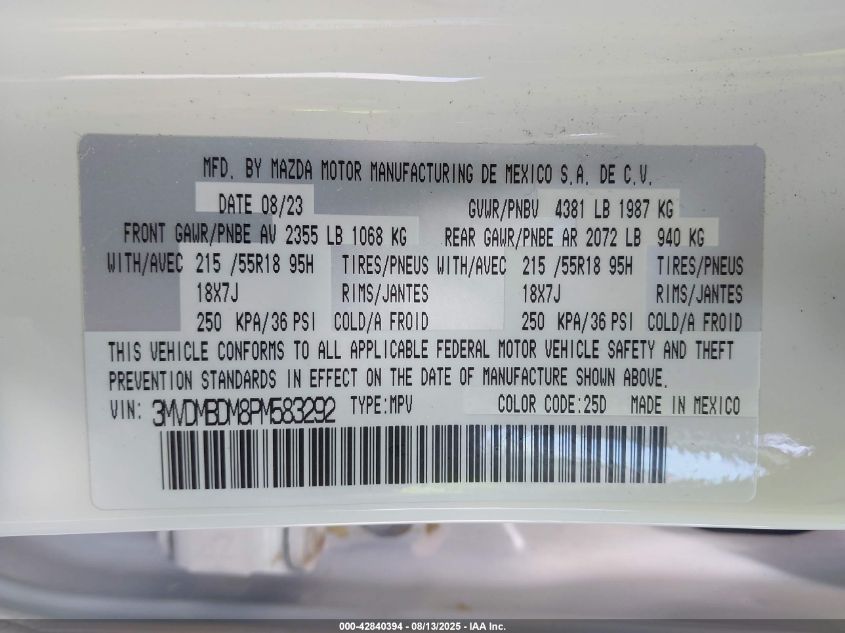 MFD. BY MAZDA MOTOR MANUFACTURING DE MEXICO S.A. DE C.V.
DATE 08/23 GVWR/PNBV 4381 LB 1987 KG
FRONT GAWR/PNBE AV 2355 LB 1068 KG REAR GAWR/PNBE AR 2072 LB 940 KG
WITH/AVEC 215 /55R18 95H TIRES/PNEUS WITH/AVEC 215 /55R18 95H TIRES/PNEUS
18X7J RIMS/JANTES 18X7J RIMS/JANTES
250 KPA/36 PSI COLD/A FROID 250 KPA/36 PSI COLD/A FROID
THIS VEHICLE CONFORMS TO ALL APPLICABLE FEDERAL MOTOR VEHICLE SAFETY AND THEFT
PREVENTION STANDARDS IN EFFECT ON THE DATE OF MANUFACTURE SHOWN ABOVE.
VIN: 3MVDMBDM8PM583292 TYPE:MPV COLOR CODE:25D MADE IN MEXICO
000-42840394 - 08/13/2025 - IAA Inc.